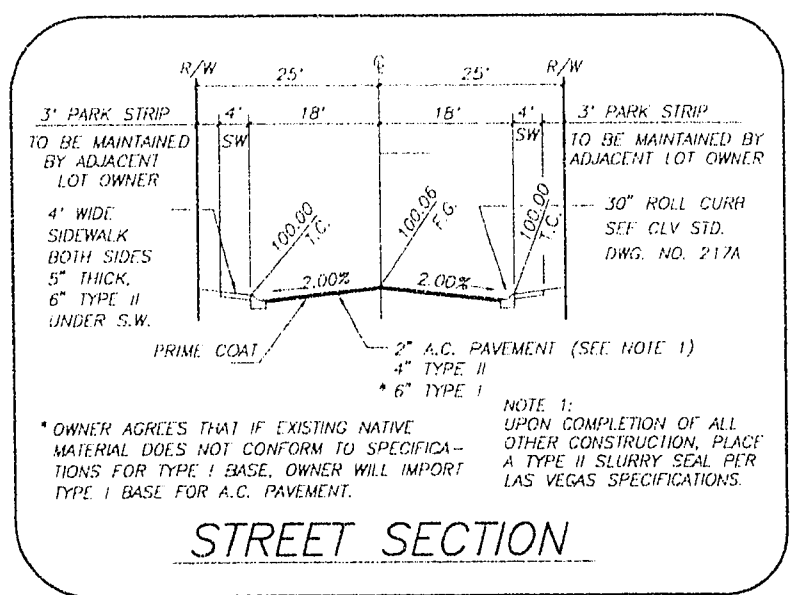 R/W 25' ℄ 25' R/W
3' PARK STRIP 4' 18' 18' 4' 3' PARK STRIP
TO BE MAINTAINED
BY ADJACENT
LOT OWNER
SW
SW
TO BE MAINTAINED BY
ADJACENT LOT OWNER
4' WIDE
SIDEWALK
BOTH SIDES
5" THICK,
6" TYPE II
UNDER S.W.
100.00
T.C.
100.06
F.G.
100.00
T.C.
30" ROLL CURB
SEE CLV STD.
DWG. NO. 217A
2.00% 2.00%
PRIME COAT
2" A.C. PAVEMENT (SEE NOTE 1)
4" TYPE II
* 6" TYPE I
* OWNER AGREES THAT IF EXISTING NATIVE
MATERIAL DOES NOT CONFORM TO SPECIFICA-
TIONS FOR TYPE I BASE, OWNER WILL IMPORT
TYPE I BASE FOR A.C. PAVEMENT.
NOTE 1:
UPON COMPLETION OF ALL
OTHER CONSTRUCTION, PLACE
A TYPE II SLURRY SEAL PER
LAS VEGAS SPECIFICATIONS.
STREET SECTION